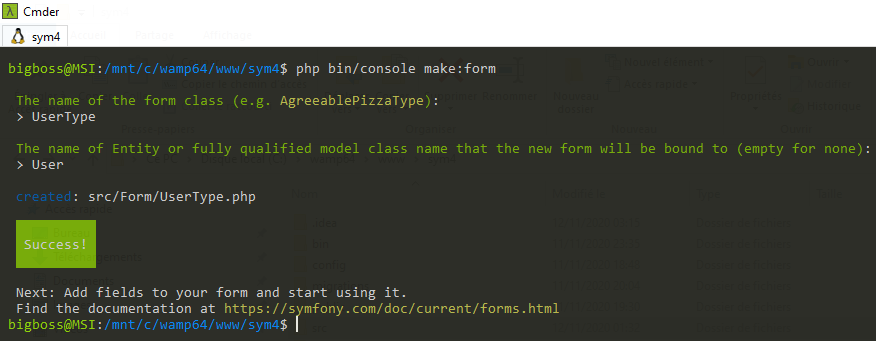 Cmder
sym4
bigboss@MSI:/mnt/c/wamp64/www/sym4$ php bin/console make:form
The name of the form class (e.g. AgreeablePizzaType):
> UserType
The name of Entity or fully qualified model class name that the new form will be bound to (empty for none):
> User
created: src/Form/UserType.php
Success!
Next: Add fields to your form and start using it.
Find the documentation at https://symfony.com/doc/current/forms.html
bigboss@MSI:/mnt/c/wamp64/www/sym4$